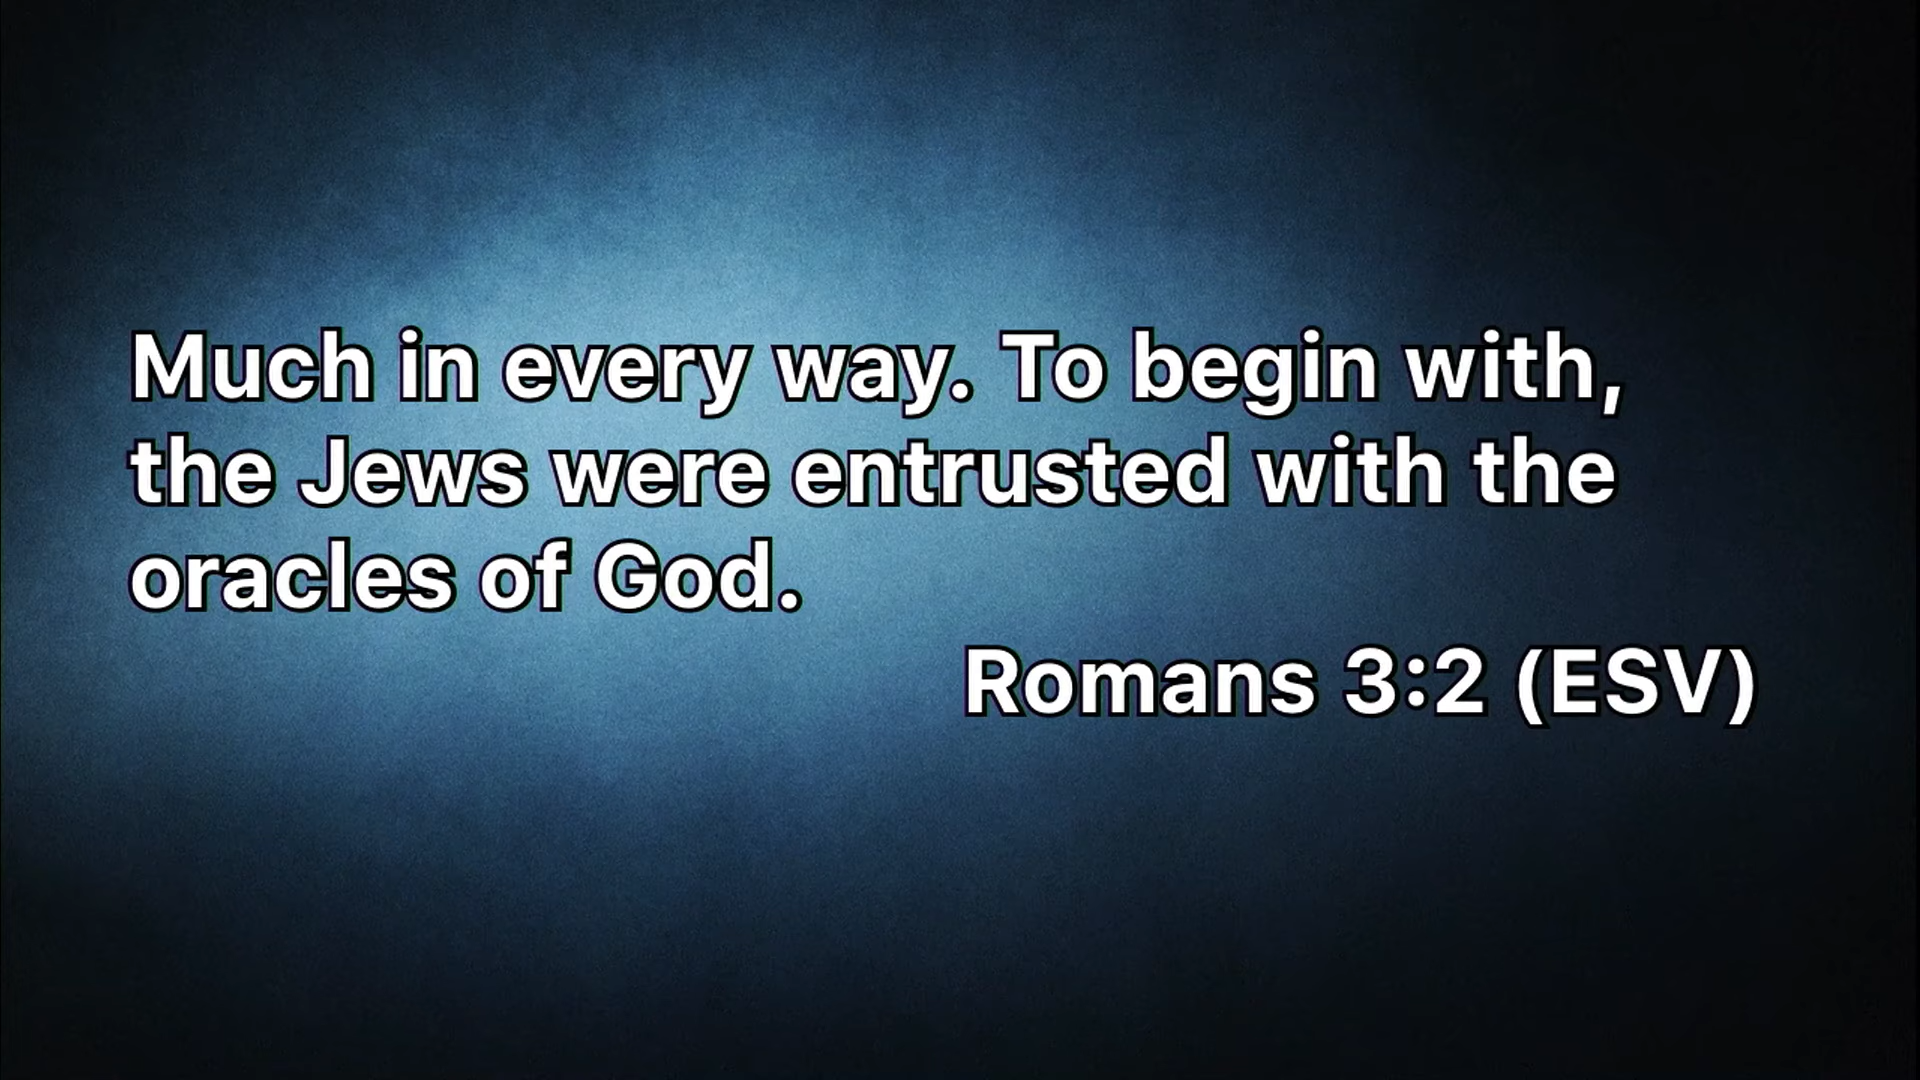 Much in every way. To begin with,
the Jews were entrusted with the
oracles of God.
Romans 3:2 (ESV)